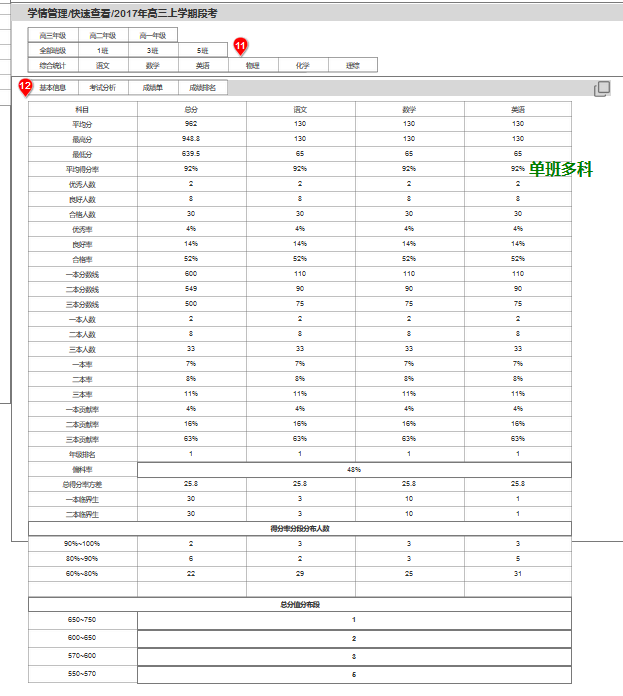 学情管理/快速查看/2017年高三上学期段考
高三年级 高二年级 高一年级
全部班级 1班 3班 5班 11
综合统计 语文 数学 英语 物理 化学 理综
12 基本信息 考试分析 成绩单 成绩排名
科目 总分 语文 数学 英语
平均分 962 130 130 130
最高分 948.8 130 130 130
最低分 639.5 65 65 65
平均得分率 92% 92% 92% 92% 单班多科
优秀人数 2 2 2 2
良好人数 8 8 8 8
合格人数 30 30 30 30
优秀率 4% 4% 4% 4%
良好率 14% 14% 14% 14%
合格率 52% 52% 52% 52%
一本分数线 600 110 110 110
二本分数线 549 90 90 90
三本分数线 500 75 75 75
一本人数 2 2 2 2
二本人数 8 8 8 8
三本人数 33 33 33 33
一本率 7% 7% 7% 7%
二本率 8% 8% 8% 8%
三本率 11% 11% 11% 11%
一本贡献率 4% 4% 4% 4%
二本贡献率 16% 16% 16% 16%
三本贡献率 63% 63% 63% 63%
年级排名 1 1 1 1
偏科率 48%
总得分率方差 25.8 25.8 25.8 25.8
一本临界生 30 3 10 1
二本临界生 30 3 10 1
得分率分段分布人数
90%~100% 2 3 3 3
80%~90% 6 2 3 5
60%~80% 22 29 25 31
总分值分布段
650~750 1
600~650 2
570~600 3
550~570 5